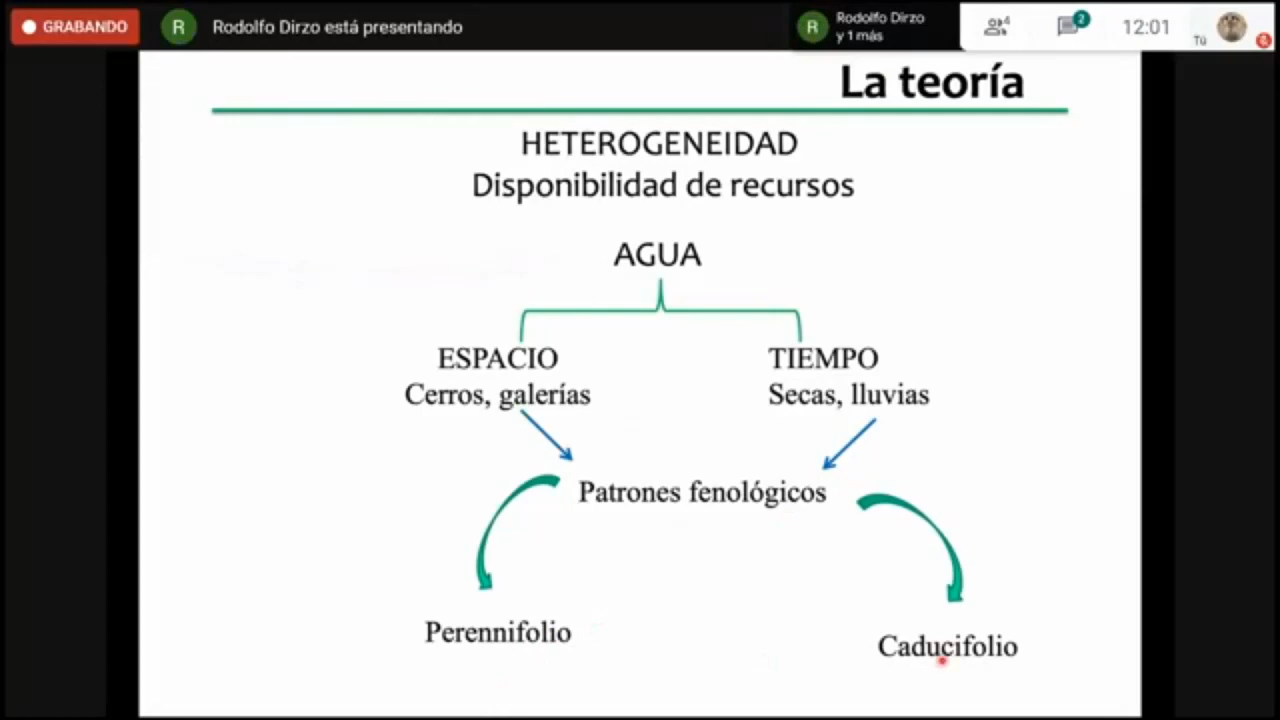 GRABANDO
R
Rodolfo Dirzo está presentando
R
Rodolfo Dirzo
y 1 más
4
2
12:01
Tú
La teoría
HETEROGENEIDAD
Disponibilidad de recursos
AGUA
ESPACIO
TIEMPO
Cerros, galerías
Secas, lluvias
Patrones fenológicos
Perennifolio
Caducifolio